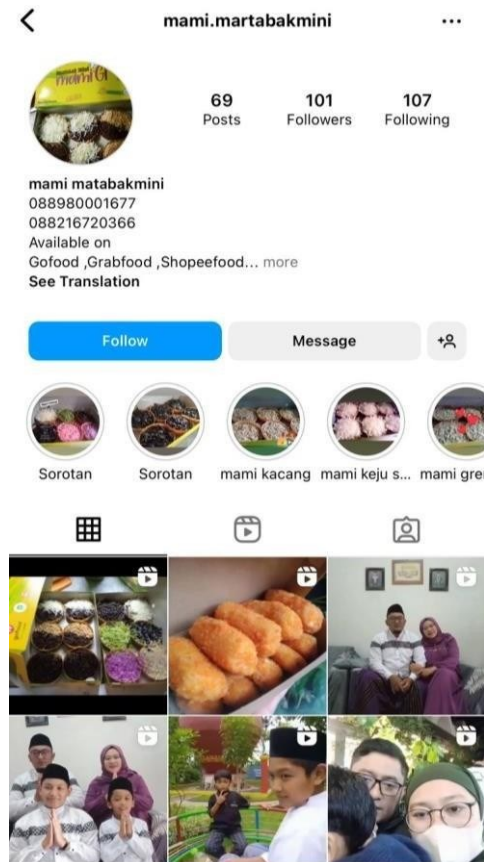 mami.martabakmini
69
101
107
Posts
Followers
Following
mami matabakmini
088980001677
088216720366
Available on
Gofood ,Grabfood ,Shopeefood... more
See Translation
Follow
Message
Sorotan
Sorotan
mami kacang
mami keju s...
mami gre